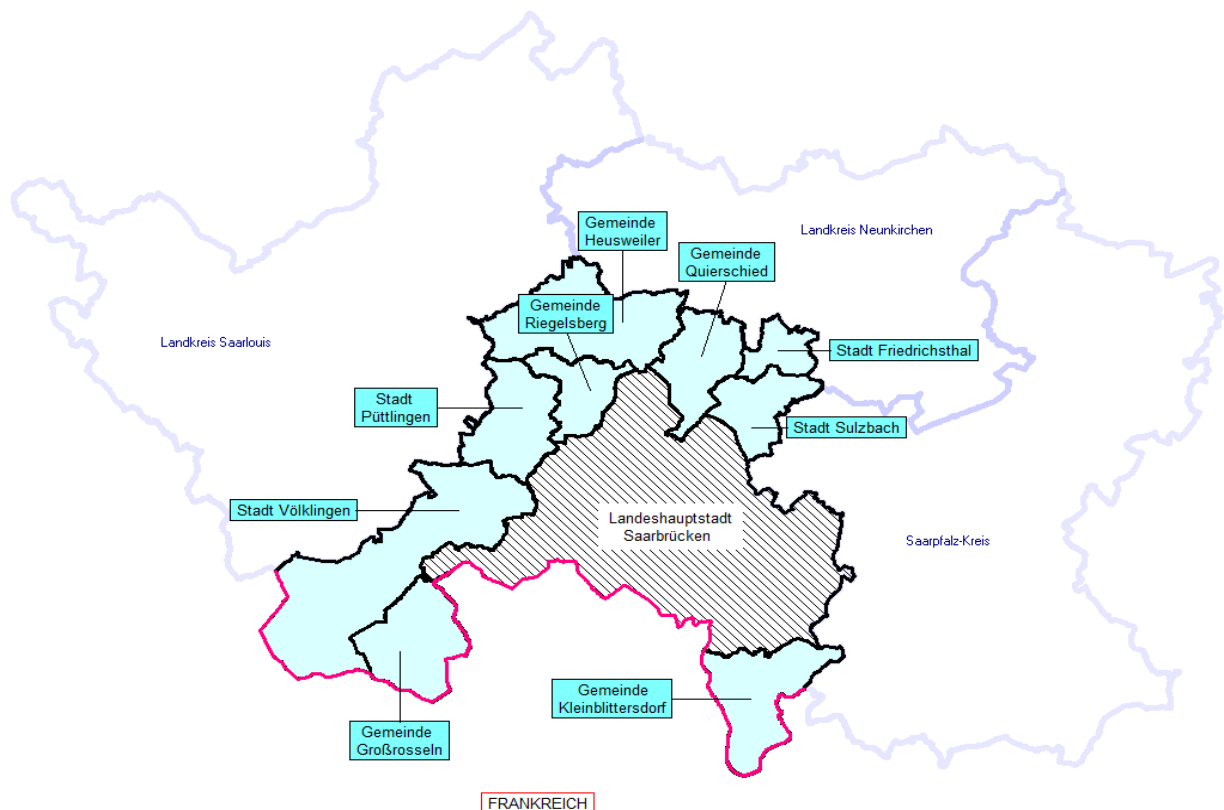 Gemeinde
Heusweiler
Landkreis Neunkirchen
Gemeinde
Quierschied
Gemeinde
Riegelsberg
Landkreis Saarlouis
Stadt Friedrichsthal
Stadt
Püttlingen
Stadt Sulzbach
Stadt Völklingen
Landeshauptstadt
Saarbrücken
Saarpfalz-Kreis
Gemeinde
Kleinblittersdorf
Gemeinde
Großrosseln
FRANKREICH